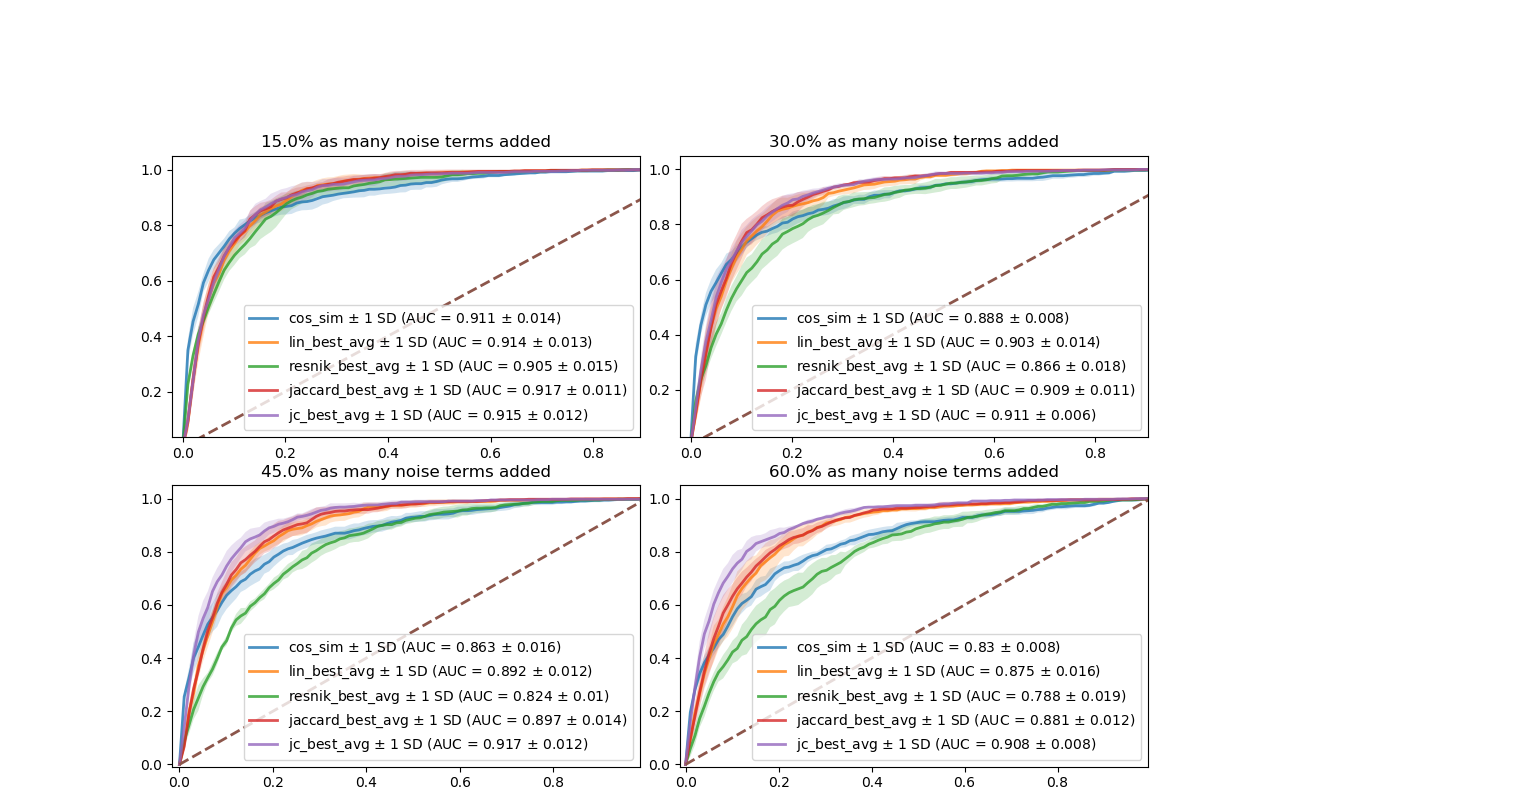 15.0% as many noise terms added
1.0
0.8
0.6
0.4
0.2
cos_sim ± 1 SD (AUC = 0.911 ± 0.014)
lin_best_avg ± 1 SD (AUC = 0.914 ± 0.013)
resnik_best_avg ± 1 SD (AUC = 0.905 ± 0.015)
jaccard_best_avg ± 1 SD (AUC = 0.917 ± 0.011)
jc_best_avg ± 1 SD (AUC = 0.915 ± 0.012)
0.0 0.2 0.4 0.6 0.8
30.0% as many noise terms added
1.0
0.8
0.6
0.4
0.2
cos_sim ± 1 SD (AUC = 0.888 ± 0.008)
lin_best_avg ± 1 SD (AUC = 0.903 ± 0.014)
resnik_best_avg ± 1 SD (AUC = 0.866 ± 0.018)
jaccard_best_avg ± 1 SD (AUC = 0.909 ± 0.011)
jc_best_avg ± 1 SD (AUC = 0.911 ± 0.006)
0.0 0.2 0.4 0.6 0.8
45.0% as many noise terms added
1.0
0.8
0.6
0.4
0.2
0.0
cos_sim ± 1 SD (AUC = 0.863 ± 0.016)
lin_best_avg ± 1 SD (AUC = 0.892 ± 0.012)
resnik_best_avg ± 1 SD (AUC = 0.824 ± 0.01)
jaccard_best_avg ± 1 SD (AUC = 0.897 ± 0.014)
jc_best_avg ± 1 SD (AUC = 0.917 ± 0.012)
0.0 0.2 0.4 0.6 0.8
60.0% as many noise terms added
1.0
0.8
0.6
0.4
0.2
0.0
cos_sim ± 1 SD (AUC = 0.83 ± 0.008)
lin_best_avg ± 1 SD (AUC = 0.875 ± 0.016)
resnik_best_avg ± 1 SD (AUC = 0.788 ± 0.019)
jaccard_best_avg ± 1 SD (AUC = 0.881 ± 0.012)
jc_best_avg ± 1 SD (AUC = 0.908 ± 0.008)
0.0 0.2 0.4 0.6 0.8